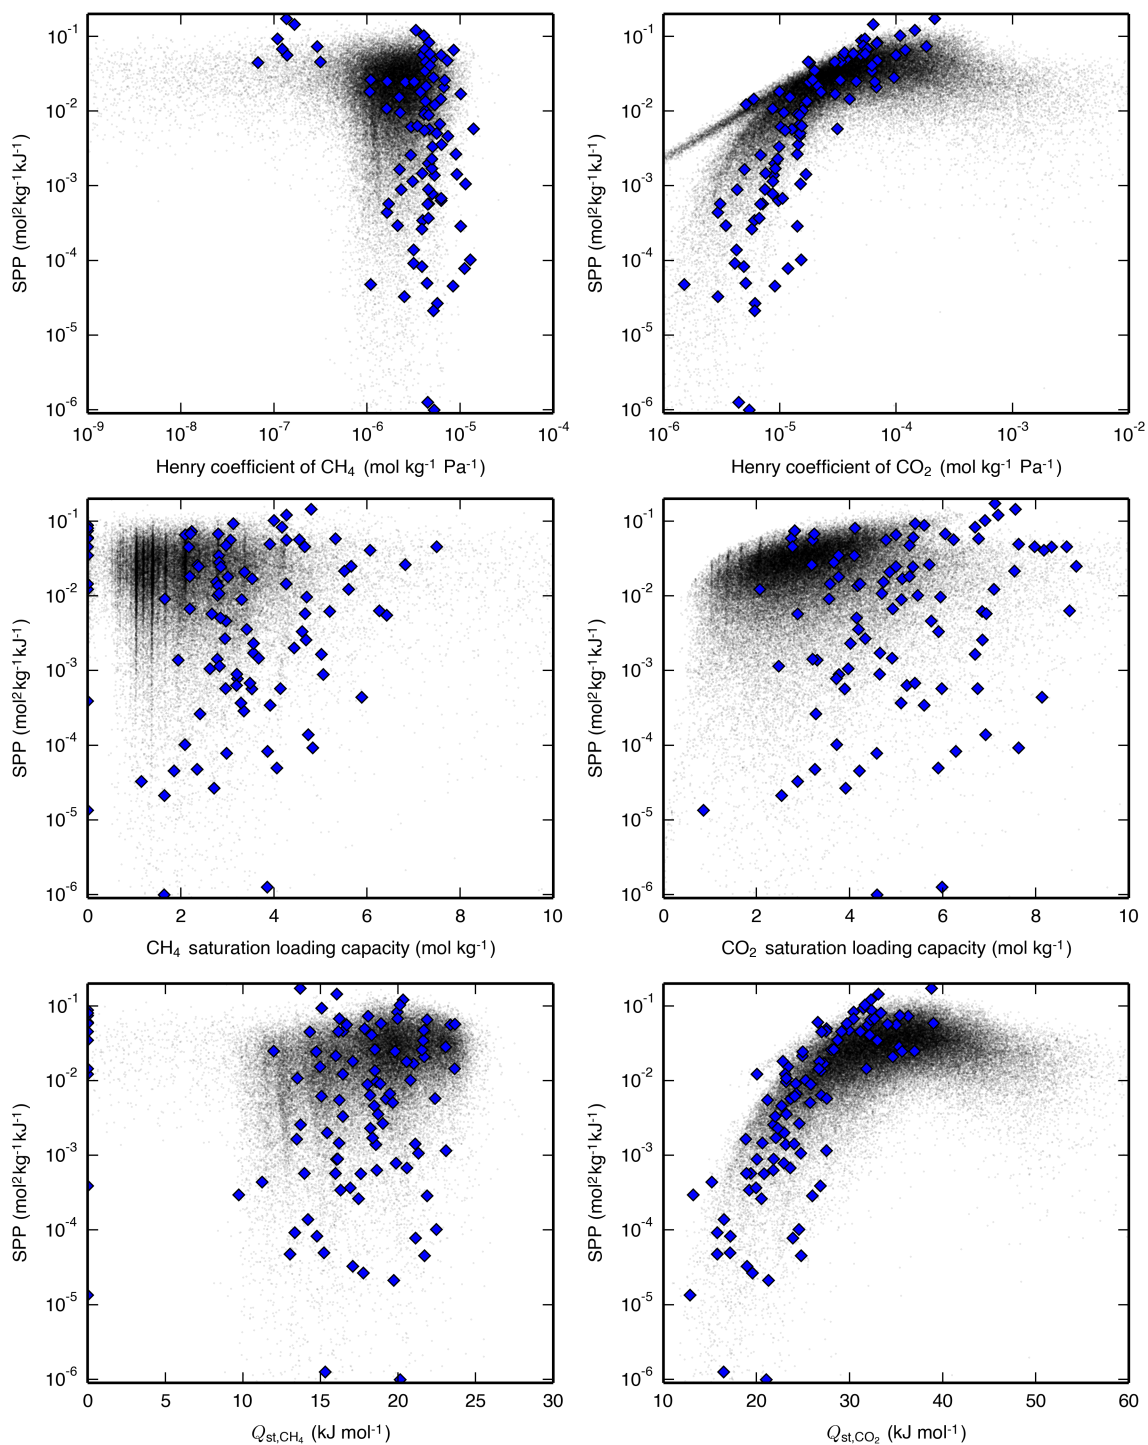 10⁻¹ 10⁻² 10⁻³ 10⁻⁴ 10⁻⁵ 10⁻⁶
SPP (mol²kg⁻¹kJ⁻¹)
10⁻⁹ 10⁻⁸ 10⁻⁷ 10⁻⁶ 10⁻⁵ 10⁻⁴
Henry coefficient of CH₄ (mol kg⁻¹ Pa⁻¹)
10⁻¹ 10⁻² 10⁻³ 10⁻⁴ 10⁻⁵ 10⁻⁶
SPP (mol²kg⁻¹kJ⁻¹)
10⁻⁶ 10⁻⁵ 10⁻⁴ 10⁻³ 10⁻²
Henry coefficient of CO₂ (mol kg⁻¹ Pa⁻¹)
10⁻¹ 10⁻² 10⁻³ 10⁻⁴ 10⁻⁵ 10⁻⁶
SPP (mol²kg⁻¹kJ⁻¹)
0 2 4 6 8 10
CH₄ saturation loading capacity (mol kg⁻¹)
10⁻¹ 10⁻² 10⁻³ 10⁻⁴ 10⁻⁵ 10⁻⁶
SPP (mol²kg⁻¹kJ⁻¹)
0 2 4 6 8 10
CO₂ saturation loading capacity (mol kg⁻¹)
10⁻¹ 10⁻² 10⁻³ 10⁻⁴ 10⁻⁵ 10⁻⁶
SPP (mol²kg⁻¹kJ⁻¹)
0 5 10 15 20 25 30
Qst,CH₄ (kJ mol⁻¹)
10⁻¹ 10⁻² 10⁻³ 10⁻⁴ 10⁻⁵ 10⁻⁶
SPP (mol²kg⁻¹kJ⁻¹)
10 20 30 40 50 60
Qst,CO₂ (kJ mol⁻¹)